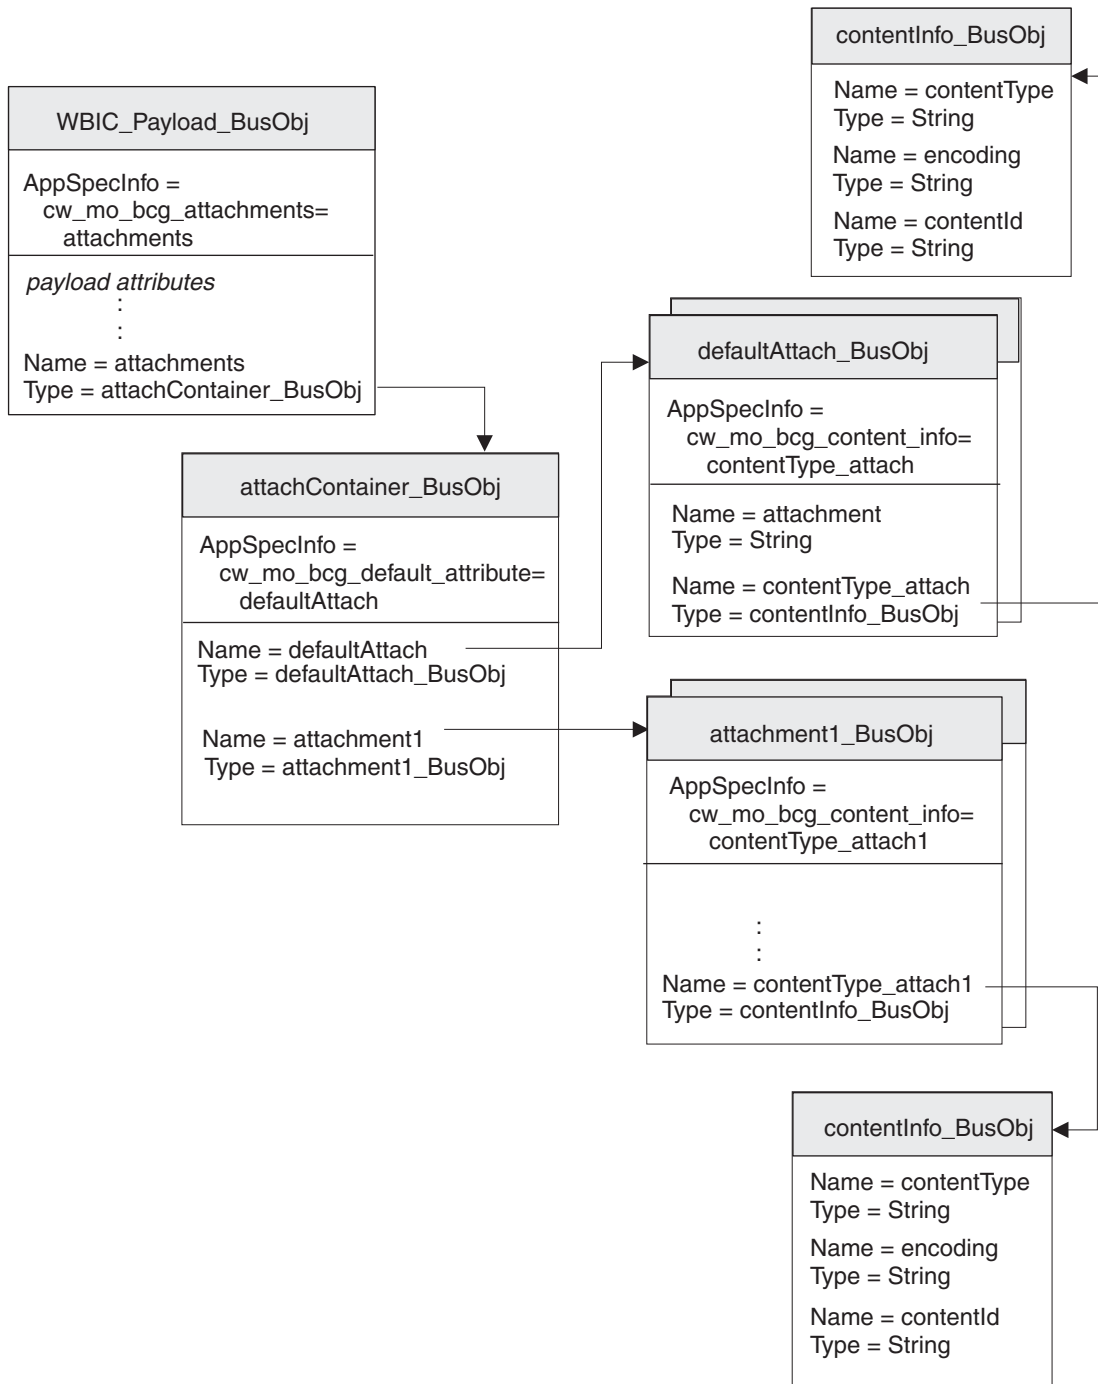 contentInfo_BusObj
Name = contentType
Type = String
Name = encoding
Type = String
Name = contentId
Type = String
WBIC_Payload_BusObj
AppSpecInfo =
cw_mo_bcg_attachments=
attachments
payload attributes
:
:
Name = attachments
Type = attachContainer_BusObj
defaultAttach_BusObj
AppSpecInfo =
cw_mo_bcg_content_info=
contentType_attach
Name = attachment
Type = String
Name = contentType_attach
Type = contentInfo_BusObj
attachContainer_BusObj
AppSpecInfo =
cw_mo_bcg_default_attribute=
defaultAttach
Name = defaultAttach
Type = defaultAttach_BusObj
Name = attachment1
Type = attachment1_BusObj
attachment1_BusObj
AppSpecInfo =
cw_mo_bcg_content_info=
contentType_attach1
:
:
Name = contentType_attach1
Type = contentInfo_BusObj
contentInfo_BusObj
Name = contentType
Type = String
Name = encoding
Type = String
Name = contentId
Type = String